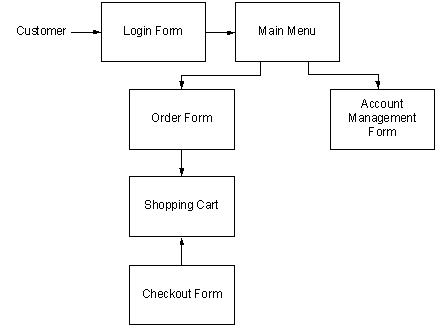 Customer
Login Form
Main Menu
Order Form
Account
Management
Form
Shopping Cart
Checkout Form